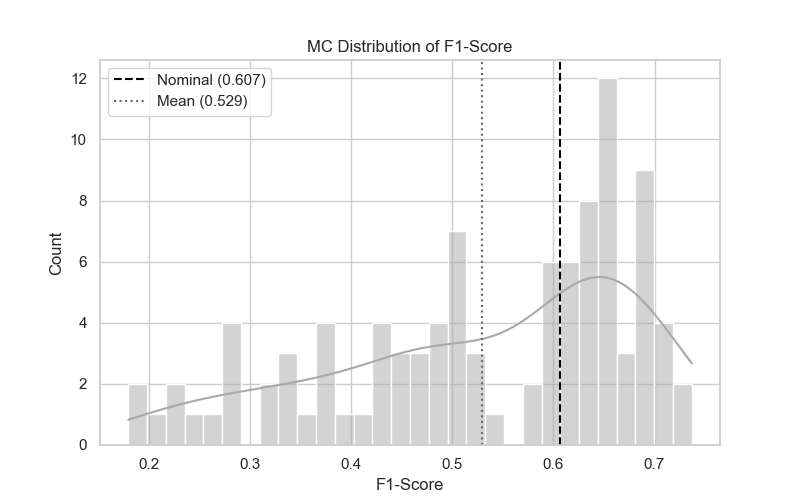 MC Distribution of F1-Score
Nominal (0.607)
Mean (0.529)
12
10
8
6
4
2
0
Count
0.2 0.3 0.4 0.5 0.6 0.7
F1-Score